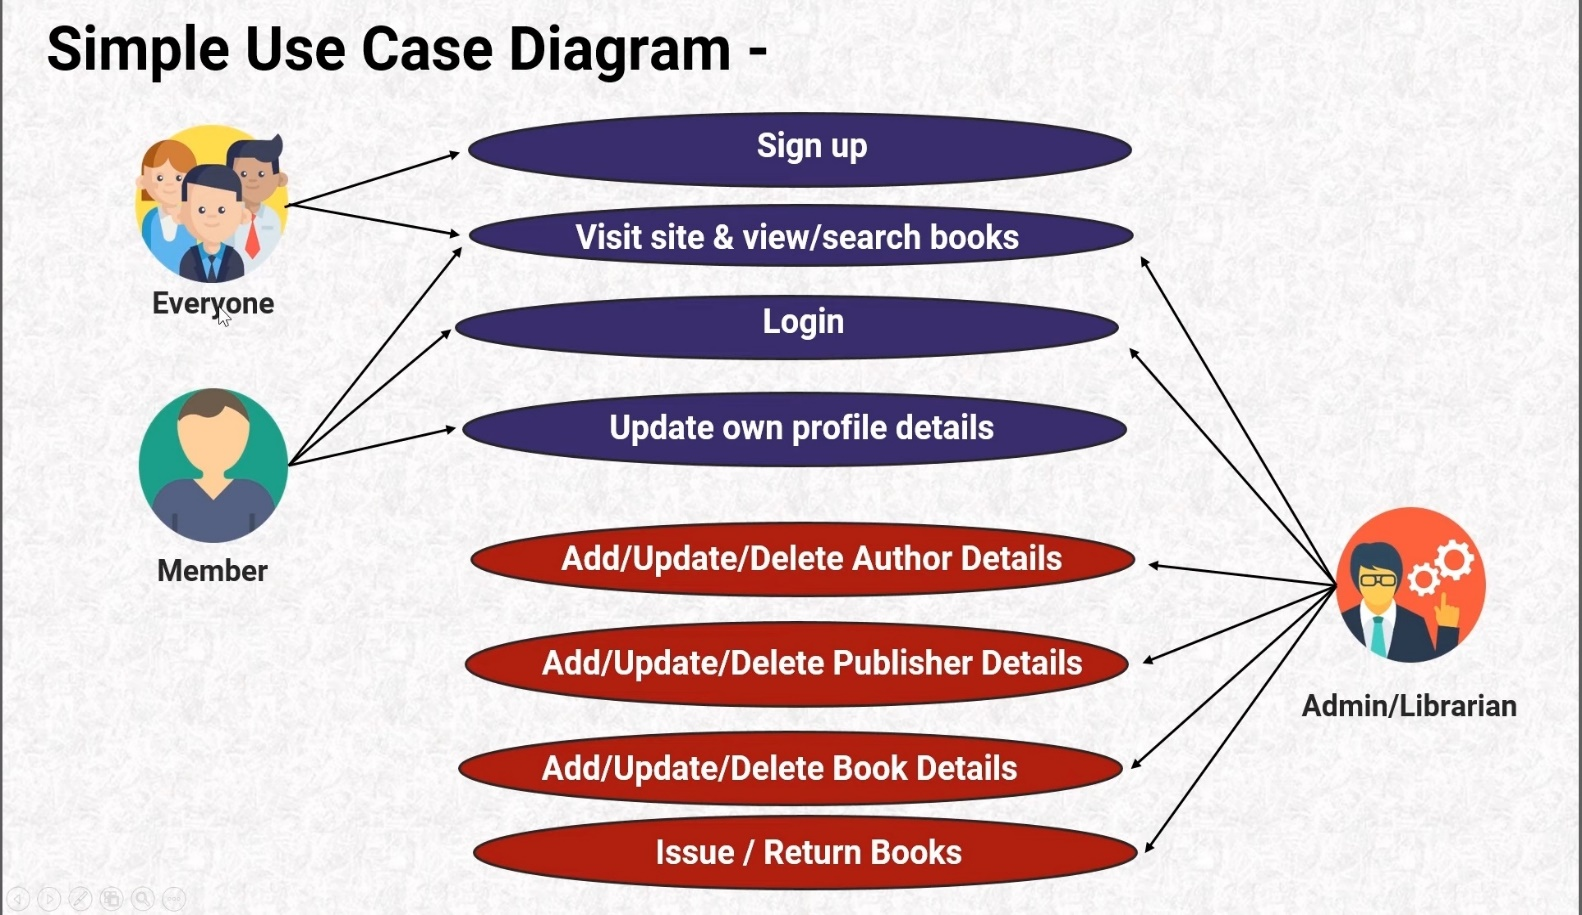 Simple Use Case Diagram -
Sign up
Visit site & view/search books
Everyone
Login
Update own profile details
Member
Add/Update/Delete Author Details
Add/Update/Delete Publisher Details
Admin/Librarian
Add/Update/Delete Book Details
Issue / Return Books